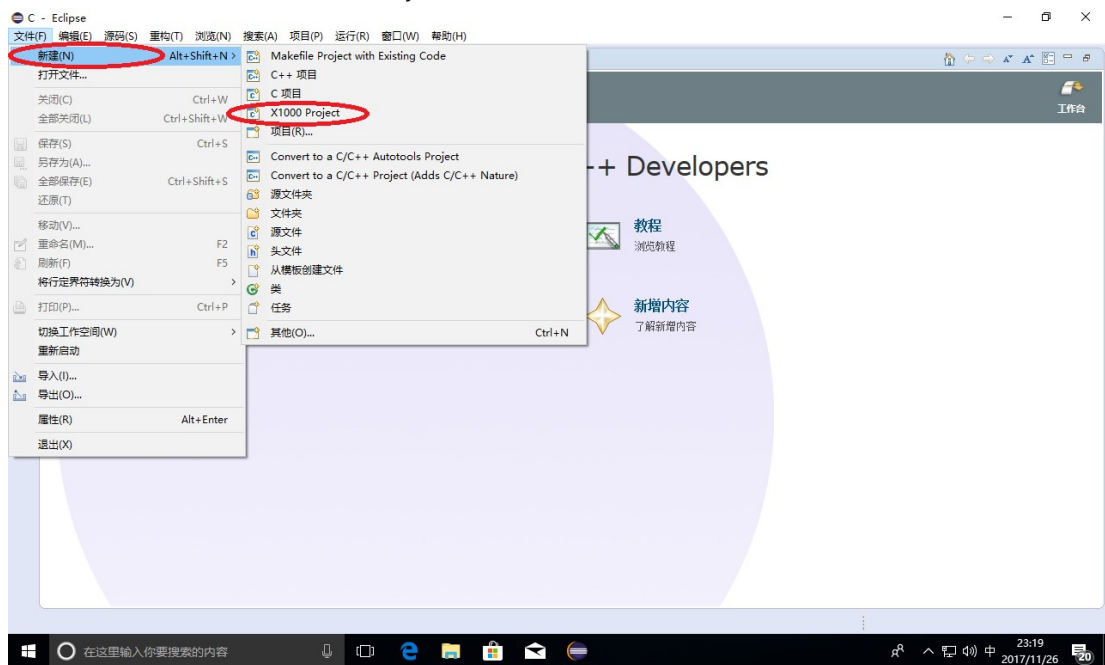 C - Eclipse
文件(F) 编辑(E) 源码(S) 重构(T) 浏览(N) 搜索(A) 项目(P) 运行(R) 窗口(W) 帮助(H)
新建(N) Alt+Shift+N >
打开文件...
关闭(C) Ctrl+W
全部关闭(L) Ctrl+Shift+W
保存(S) Ctrl+S
另存为(A)...
全部保存(E) Ctrl+Shift+S
还原(T)
移动(V)...
重命名(M)... F2
刷新(F) F5
将行定界符转换为(V) >
打印(P)... Ctrl+P
切换工作空间(W) >
重新启动
导入(I)...
导出(O)...
属性(R) Alt+Enter
退出(X)
Makefile Project with Existing Code
C++ 项目
C 项目
X1000 Project
项目(R)...
Convert to a C/C++ Autotools Project
Convert to a C/C++ Project (Adds C/C++ Nature)
源文件夹
文件夹
源文件
头文件
从模板创建文件
类
任务
其他(O)... Ctrl+N
工作台
++ Developers
教程
浏览教程
新增内容
了解新增内容
在这里输入你要搜索的内容
中
23:19
2017/11/26
20